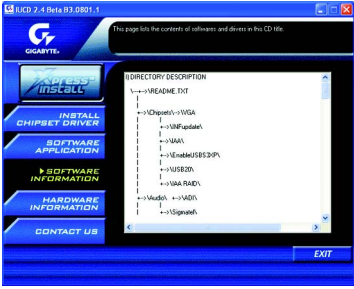 IUCD 2.4 Beta B3.0801.1
GIGABYTE
This page lists the contents of softwares and drivers in this CD title.
Xpress
INSTALL
INSTALL
CHIPSET DRIVER
SOFTWARE
APPLICATION
SOFTWARE
INFORMATION
HARDWARE
INFORMATION
CONTACT US
I) DIRECTORY DESCRIPTION
\--+-->\README.TXT
|
+->\Chipsets\-->\VGA
| +->\INFupdate\
| +->\IAA\
| +->\EnableUSBS3XP\
| +->\USB20\
| +->\IAA RAID\
+->\Audio\ +->\ADI\
| +->\Sigmatel\
EXIT